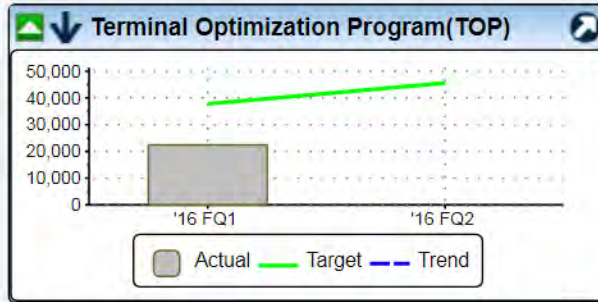 Terminal Optimization Program(TOP)
50,000
40,000
30,000
20,000
10,000
0
'16 FQ1 '16 FQ2
Actual Target Trend